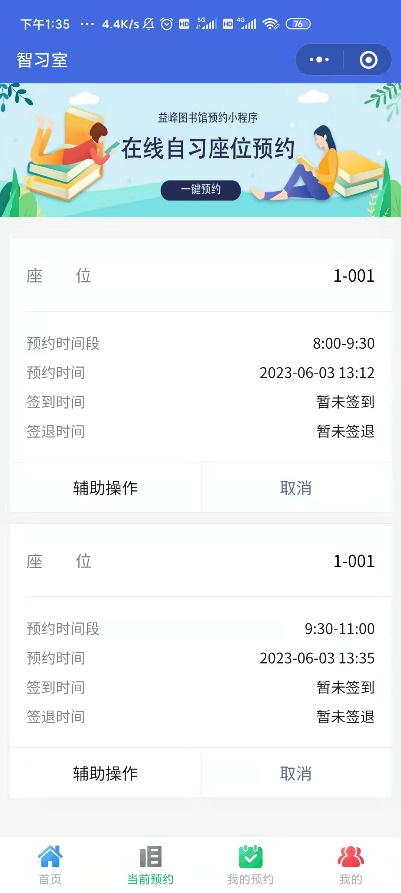 下午1:35 ··· 4.4K/s HD 5G HD 4G 76
智习室
益峰图书馆预约小程序
在线自习座位预约
一键预约
座 位 1-001
预约时间段 8:00-9:30
预约时间 2023-06-03 13:12
签到时间 暂未签到
签退时间 暂未签退
辅助操作 取消
座 位 1-001
预约时间段 9:30-11:00
预约时间 2023-06-03 13:35
签到时间 暂未签到
签退时间 暂未签退
辅助操作 取消
首页 当前预约 我的预约 我的